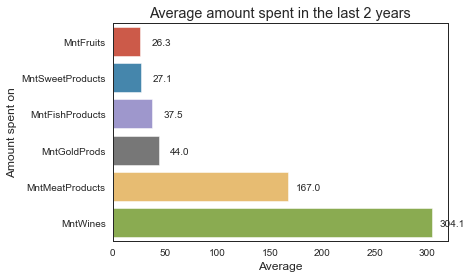 Average amount spent in the last 2 years
Amount spent on
MntFruits 26.3
MntSweetProducts 27.1
MntFishProducts 37.5
MntGoldProds 44.0
MntMeatProducts 167.0
MntWines 304.1
0 50 100 150 200 250 300
Average